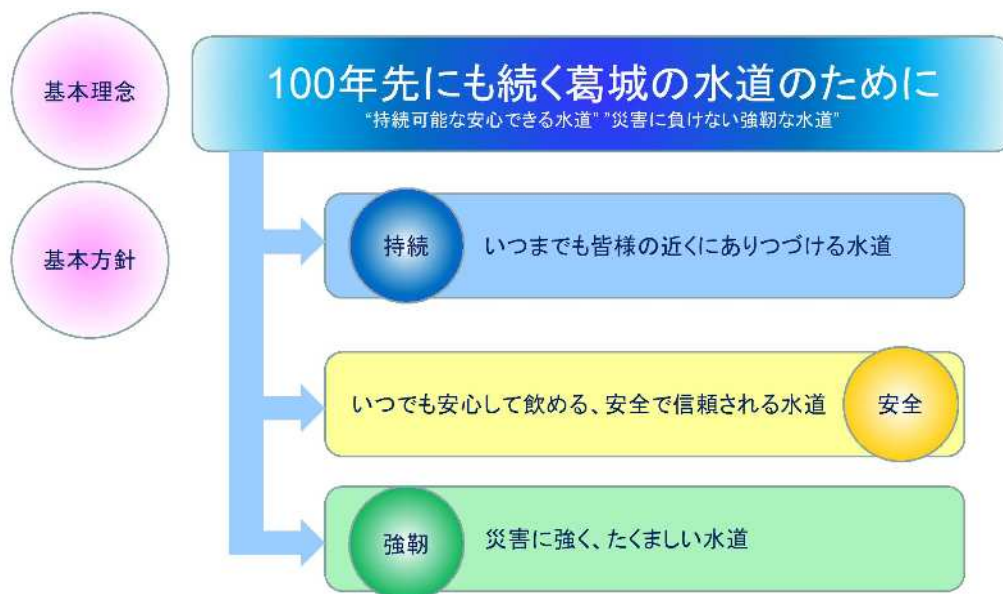 基本理念
100年先にも続く葛城の水道のために
“持続可能な安心できる水道” ”災害に負けない強靭な水道”
基本方針
持続
いつまでも皆様の近くにありつづける水道
いつでも安心して飲める、安全で信頼される水道
安全
強靭
災害に強く、たくましい水道